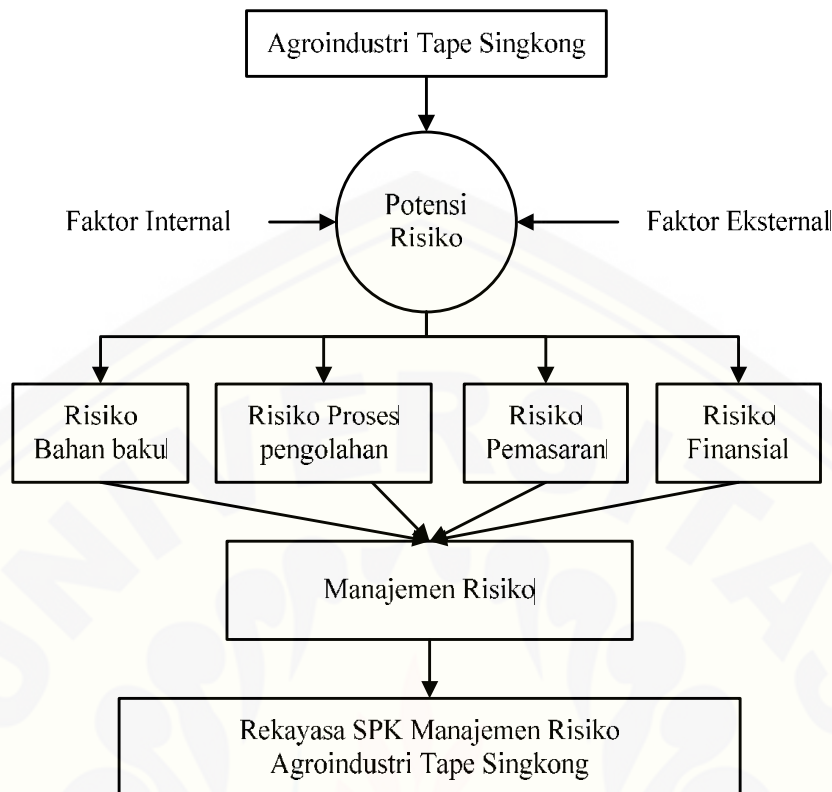 Agroindustri Tape Singkong
Potensi
Risiko
Faktor Internal
Faktor Eksternal
Risiko
Bahan baku
Risiko Proses
pengolahan
Risiko
Pemasaran
Risiko
Finansial
Manajemen Risiko
Rekayasa SPK Manajemen Risiko
Agroindustri Tape Singkong
UNIVERSITAS